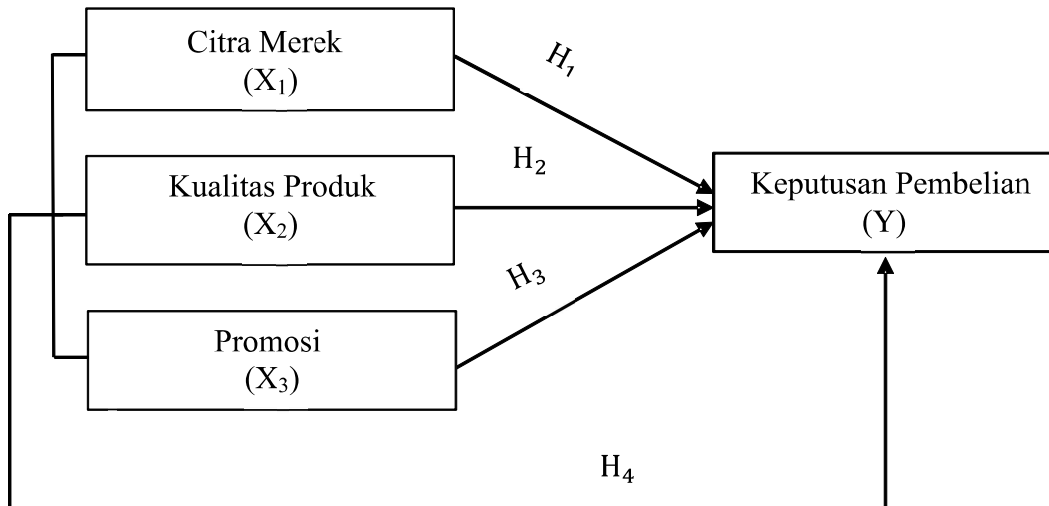 Citra Merek
(X₁)
H₁
Kualitas Produk
(X₂)
H₂
Keputusan Pembelian
(Y)
H₃
Promosi
(X₃)
H₄